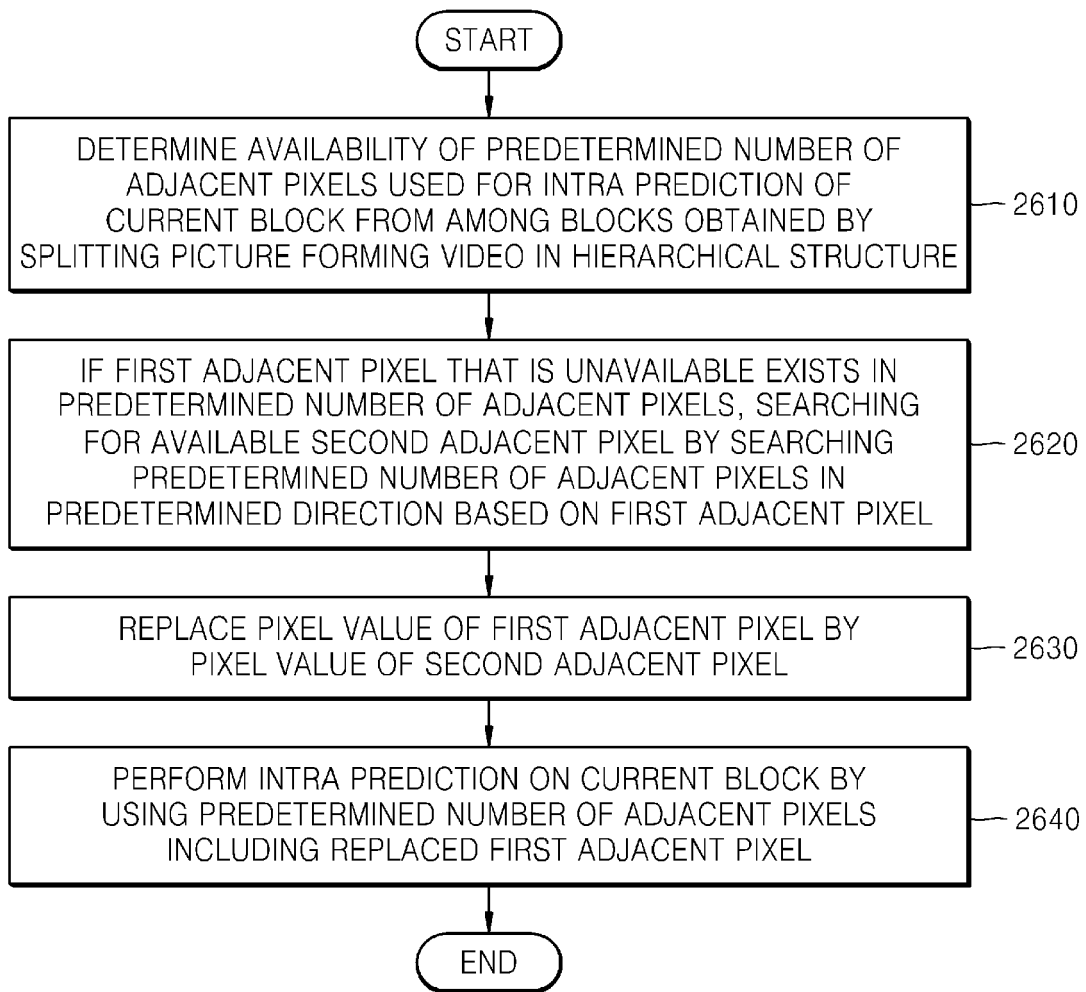 START
DETERMINE AVAILABILITY OF PREDETERMINED NUMBER OF
ADJACENT PIXELS USED FOR INTRA PREDICTION OF
CURRENT BLOCK FROM AMONG BLOCKS OBTAINED BY
SPLITTING PICTURE FORMING VIDEO IN HIERARCHICAL STRUCTURE
2610
IF FIRST ADJACENT PIXEL THAT IS UNAVAILABLE EXISTS IN
PREDETERMINED NUMBER OF ADJACENT PIXELS, SEARCHING
FOR AVAILABLE SECOND ADJACENT PIXEL BY SEARCHING
PREDETERMINED NUMBER OF ADJACENT PIXELS IN
PREDETERMINED DIRECTION BASED ON FIRST ADJACENT PIXEL
2620
REPLACE PIXEL VALUE OF FIRST ADJACENT PIXEL BY
PIXEL VALUE OF SECOND ADJACENT PIXEL
2630
PERFORM INTRA PREDICTION ON CURRENT BLOCK BY
USING PREDETERMINED NUMBER OF ADJACENT PIXELS
INCLUDING REPLACED FIRST ADJACENT PIXEL
2640
END